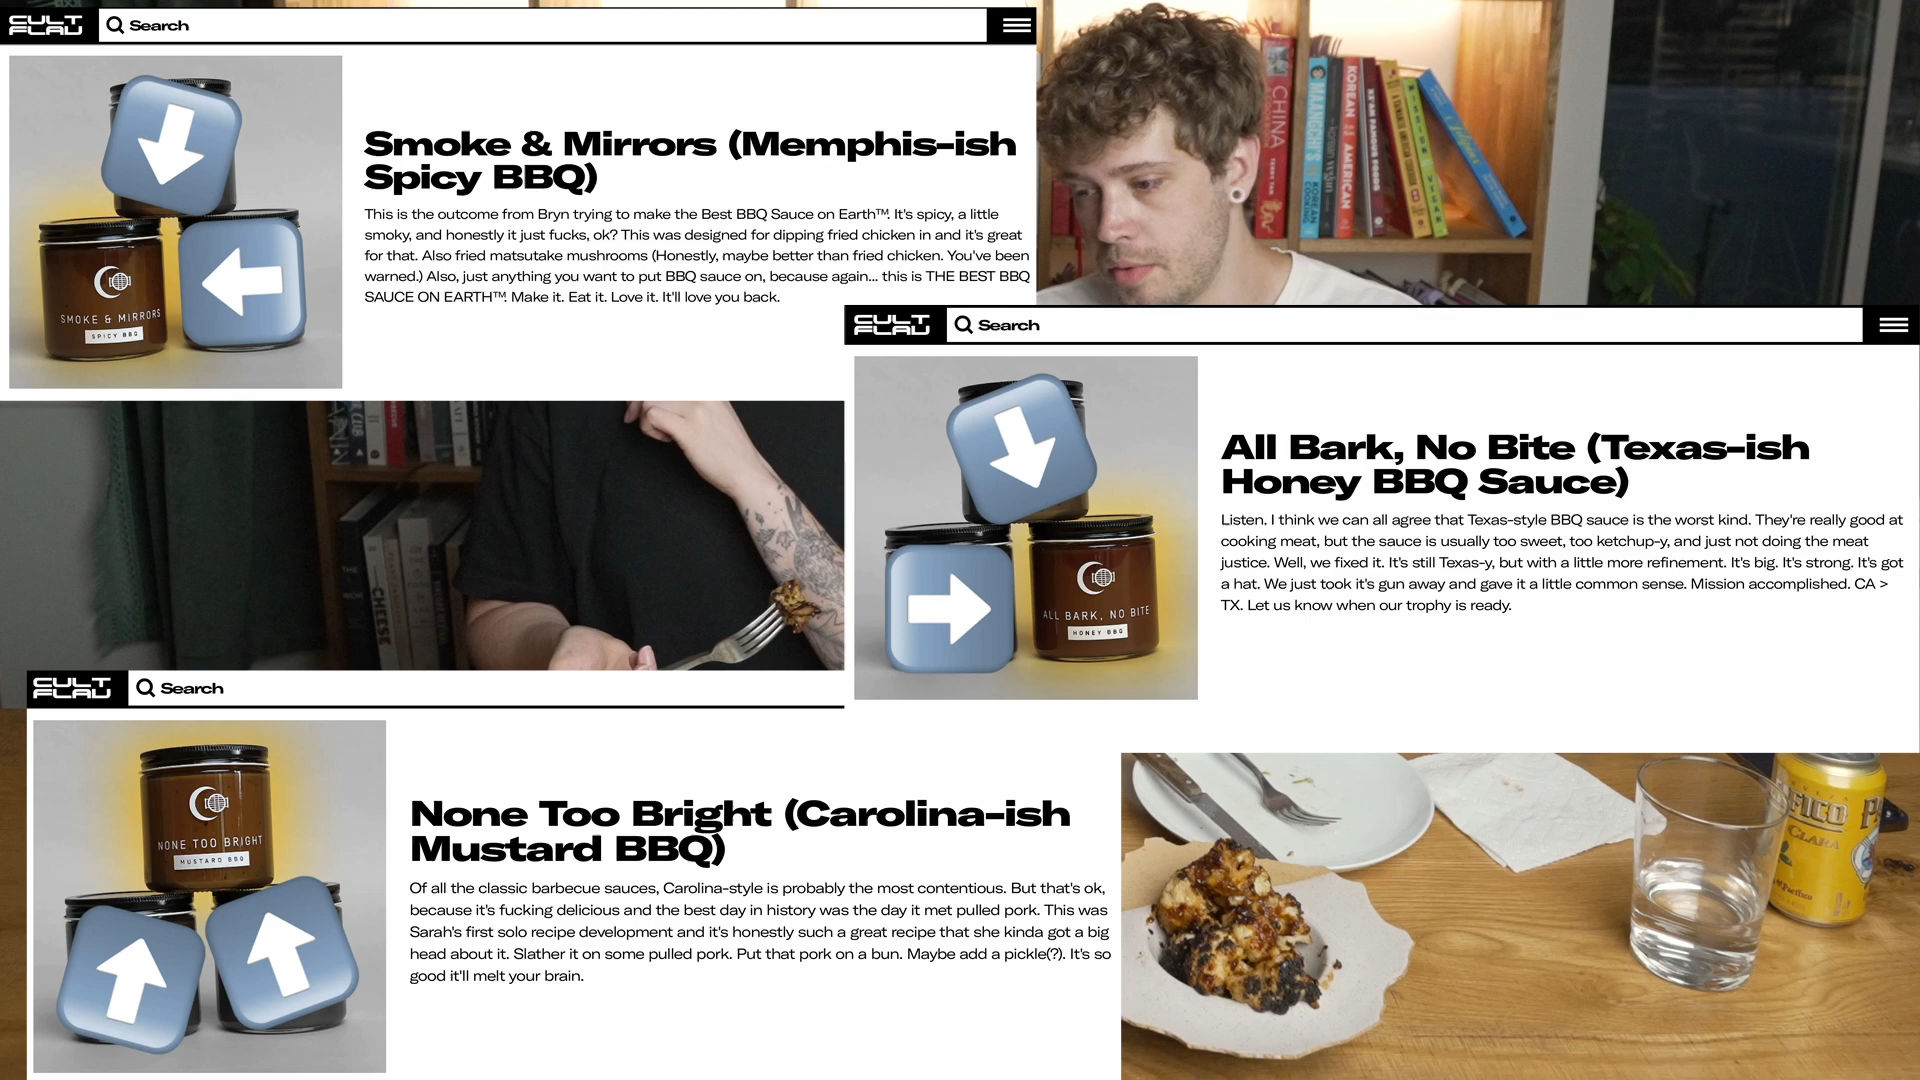 CULT
FLAV
Search
Smoke & Mirrors (Memphis-ish
Spicy BBQ)
This is the outcome from Bryn trying to make the Best BBQ Sauce on Earth™. It's spicy, a little
smoky, and honestly it just fucks, ok? This was designed for dipping fried chicken in and it's great
for that. Also fried matsutake mushrooms (Honestly, maybe better than fried chicken. You've been
warned.) Also, just anything you want to put BBQ sauce on, because again... this is THE BEST BBQ
SAUCE ON EARTH™. Make it. Eat it. Love it. It'll love you back.
SMOKE & MIRRORS
SPICY BBQ
CHINA
MAANGCHI'S
KOREAN COOKING
KOREAN AMERICAN
XI'AN FAMOUS FOODS
MISSION VEGAN
CULT
FLAV
Search
All Bark, No Bite (Texas-ish
Honey BBQ Sauce)
Listen. I think we can all agree that Texas-style BBQ sauce is the worst kind. They're really good at
cooking meat, but the sauce is usually too sweet, too ketchup-y, and just not doing the meat
justice. Well, we fixed it. It's still Texas-y, but with a little more refinement. It's big. It's strong. It's got
a hat. We just took it's gun away and gave it a little common sense. Mission accomplished. CA >
TX. Let us know when our trophy is ready.
ALL BARK, NO BITE
HONEY BBQ
CHEESE
CULT
FLAV
Search
None Too Bright (Carolina-ish
Mustard BBQ)
Of all the classic barbecue sauces, Carolina-style is probably the most contentious. But that's ok,
because it's fucking delicious and the best day in history was the day it met pulled pork. This was
Sarah's first solo recipe development and it's honestly such a great recipe that she kinda got a big
head about it. Slather it on some pulled pork. Put that pork on a bun. Maybe add a pickle(?). It's so
good it'll melt your brain.
NONE TOO BRIGHT
MUSTARD BBQ
FICO
CLARA